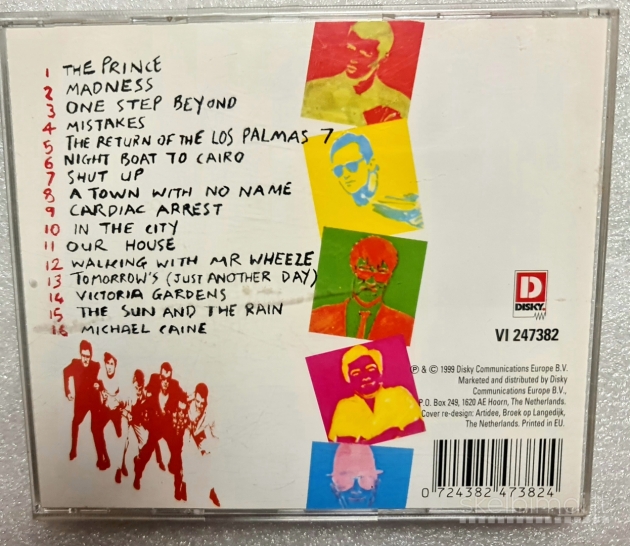 1 THE PRINCE
2 MADNESS
3 ONE STEP BEYOND
4 MISTAKES
5 THE RETURN OF THE LOS PALMAS 7
6 NIGHT BOAT TO CAIRO
7 SHUT UP
8 A TOWN WITH NO NAME
9 CARDIAC ARREST
10 IN THE CITY
11 OUR HOUSE
12 WALKING WITH MR WHEEZE
13 TOMORROW'S (JUST ANOTHER DAY)
14 VICTORIA GARDENS
15 THE SUN AND THE RAIN
16 MICHAEL CAINE
D
DISKY.
VI 247382
℗ & © 1999 Disky Communications Europe B.V.
Marketed and distributed by Disky
Communications Europe B.V.,
P.O. Box 249, 1620 AE Hoorn, The Netherlands.
Cover re-design: Artidee, Broek op Langedijk,
The Netherlands. Printed in EU.
0 724382 473824